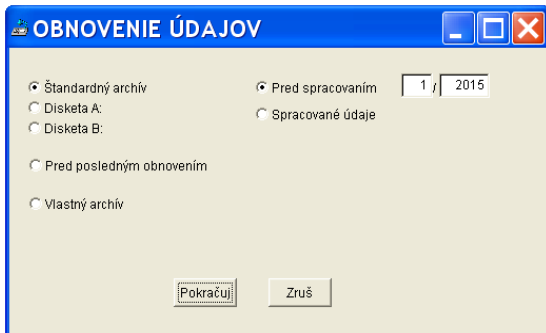 OBNOVENIE ÚDAJOV
Štandardný archív
Disketa A:
Disketa B:
Pred posledným obnovením
Vlastný archív
Pred spracovaním 1 / 2015
Spracované údaje
Pokračuj Zruš